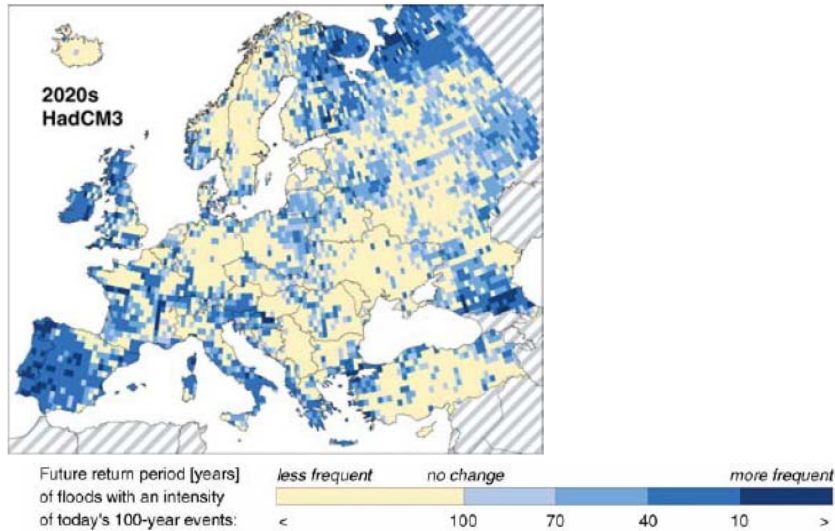 2020s
HadCM3
Future return period [years]
of floods with an intensity
of today's 100-year events:
less frequent no change more frequent
< 100 70 40 10 >